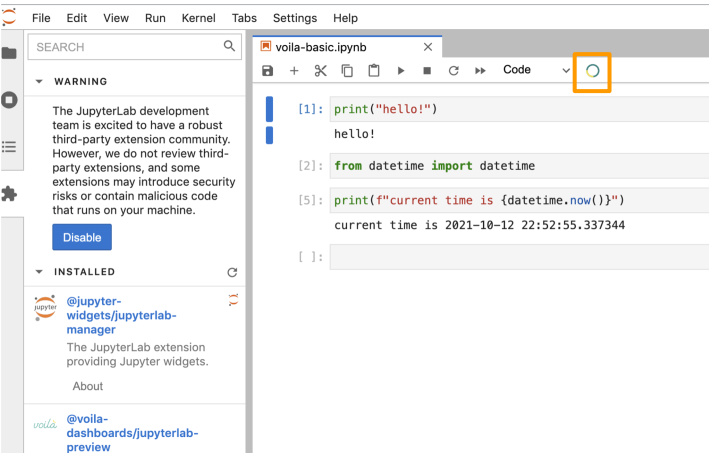 File Edit View Run Kernel Tabs Settings Help
SEARCH
WARNING
The JupyterLab development
team is excited to have a robust
third-party extension community.
However, we do not review third-
party extensions, and some
extensions may introduce security
risks or contain malicious code
that runs on your machine.
Disable
INSTALLED
jupyter
@jupyter-
widgets/jupyterlab-
manager
The JupyterLab extension
providing Jupyter widgets.
About
voilà
@voila-
dashboards/jupyterlab-
preview
voila-basic.ipynb
Code
[1]: print("hello!")
hello!
[2]: from datetime import datetime
[5]: print(f"current time is {datetime.now()}")
current time is 2021-10-12 22:52:55.337344
[ ]: